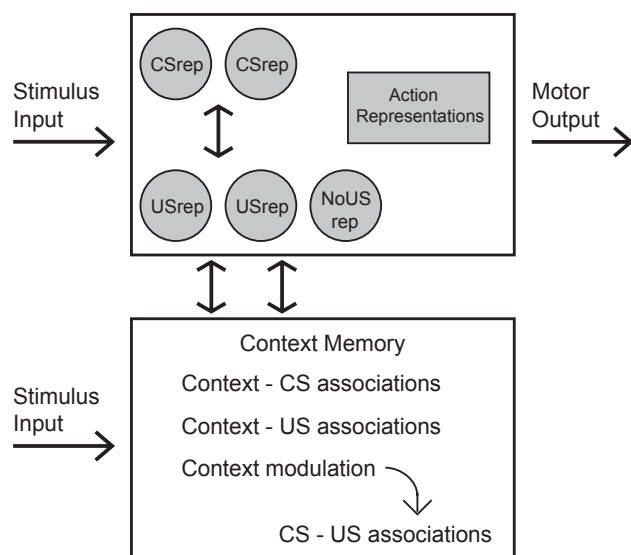 CSrep
CSrep
Stimulus
Input
Action
Representations
Motor
Output
USrep
USrep
NoUS
rep
Context Memory
Context - CS associations
Stimulus
Input
Context - US associations
Context modulation
CS - US associations